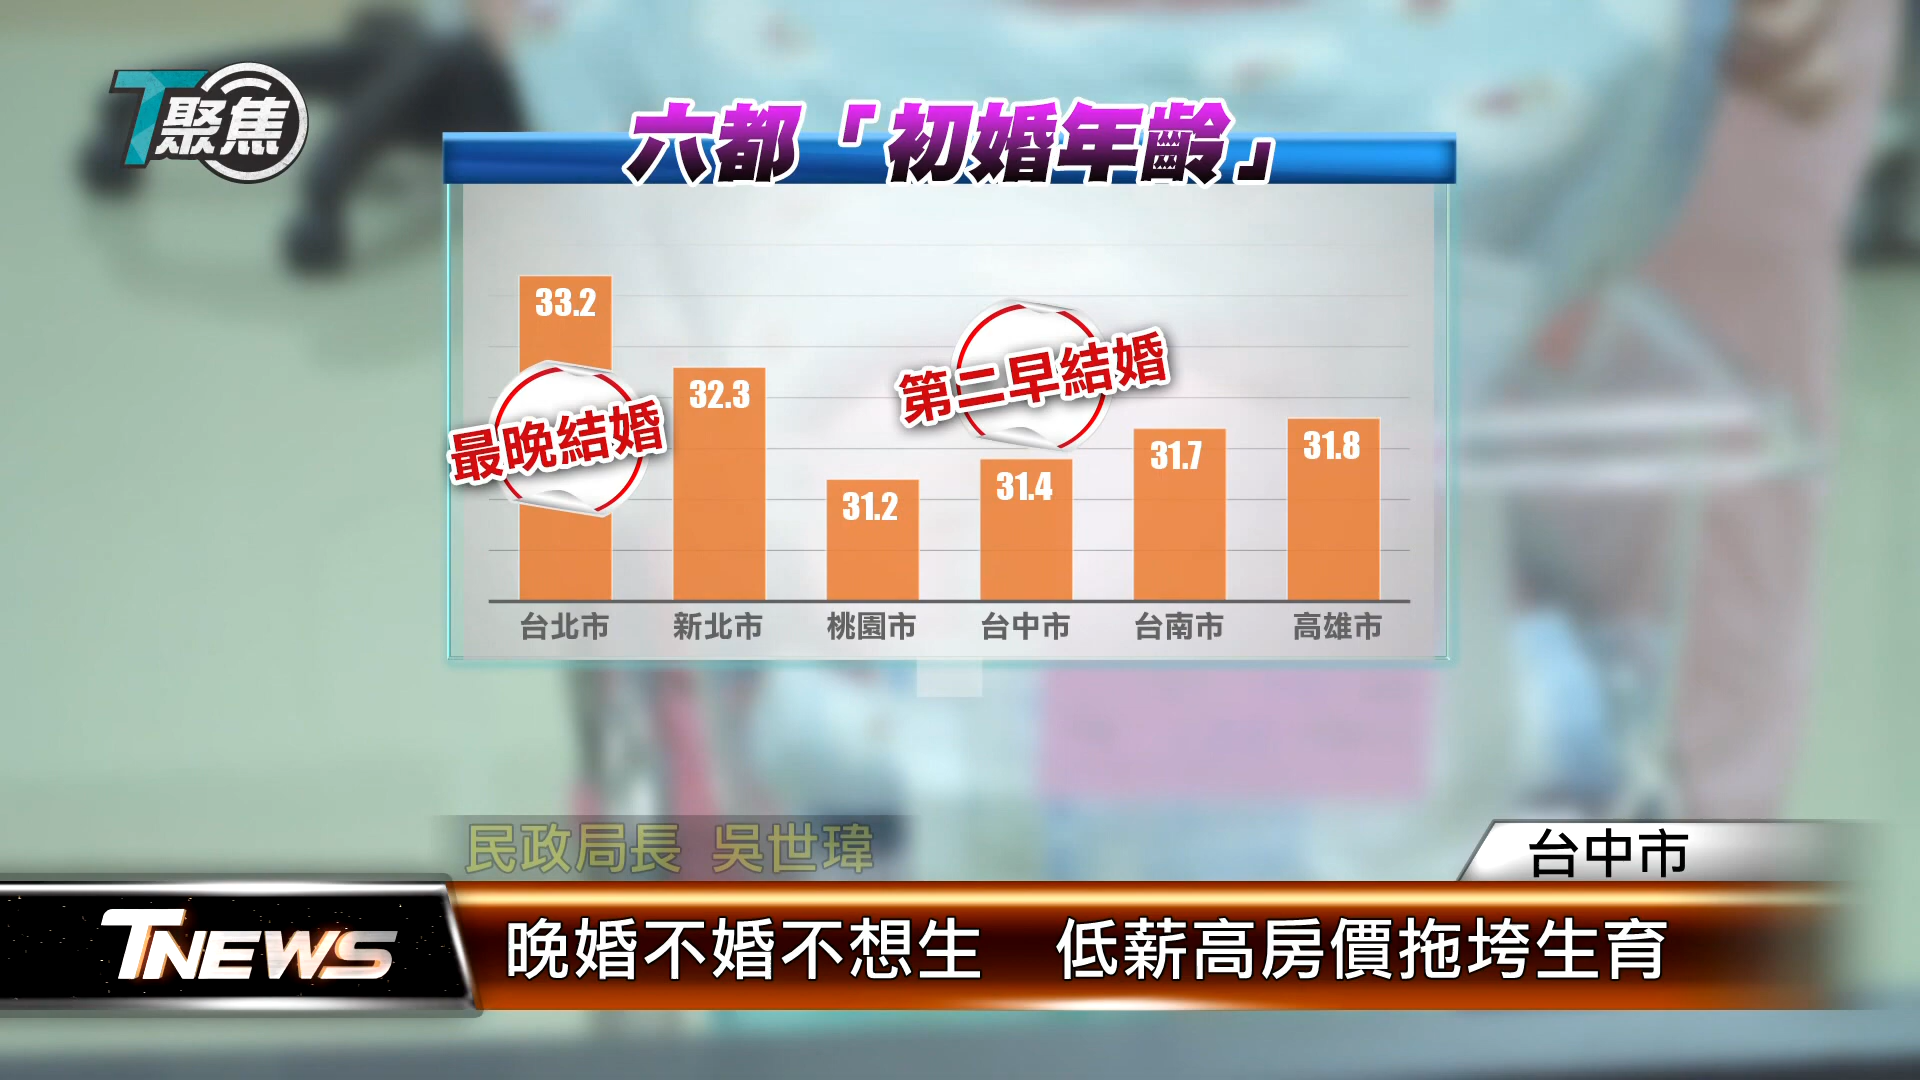 T聚焦
六都「初婚年齡」
33.2
32.3
31.2
31.4
31.7
31.8
最晚結婚
第二早結婚
台北市
新北市
桃園市
台中市
台南市
高雄市
民政局長 吳世瑋
台中市
TNEWS
晚婚不婚不想生 低薪高房價拖垮生育